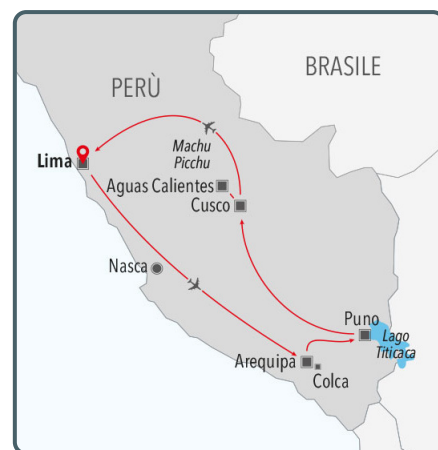 BRASILE
PERÙ
Machu
Picchu
Lima
Aguas Calientes
Cusco
Nasca
Puno
Lago
Titicaca
Arequipa
Colca